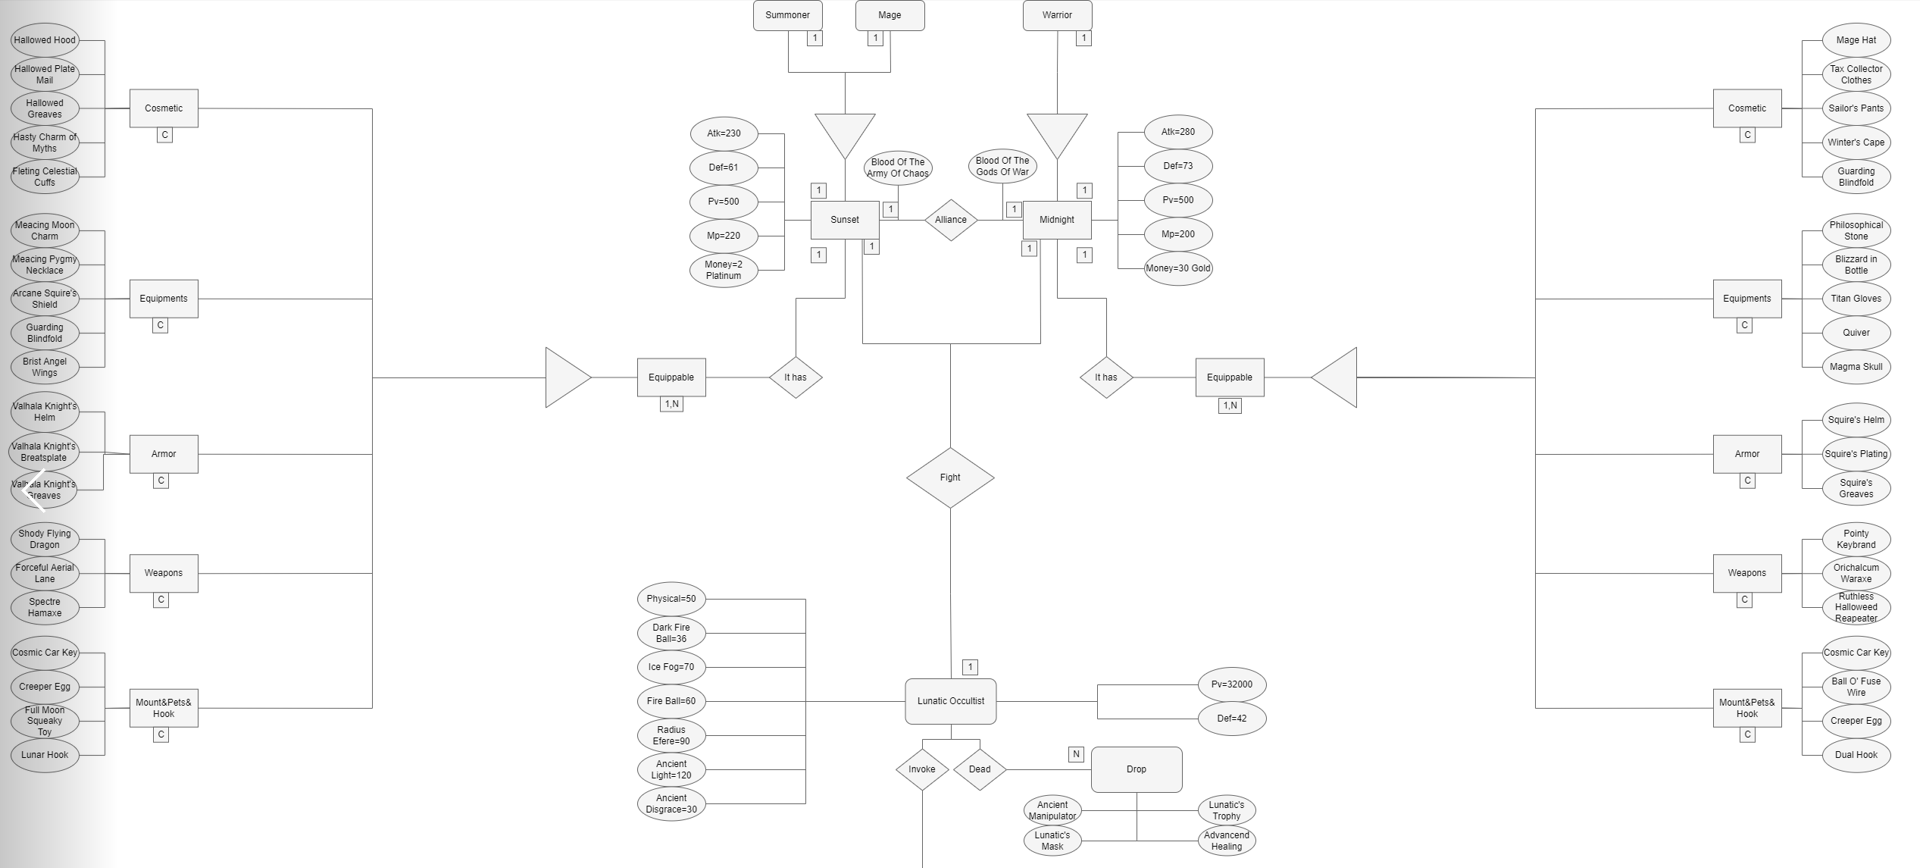 Summoner
Mage
Warrior
1
1
1
Hallowed Hood
Hallowed Plate
Mail
Hallowed
Greaves
Hasty Charm of
Myths
Fleting Celestial
Cuffs
Cosmetic
C
Meacing Moon
Charm
Meacing Pygmy
Necklace
Arcane Squire's
Shield
Guarding
Blindfold
Brist Angel
Wings
Equipments
C
Valhala Knight's
Helm
Valhala Knight's
Breatsplate
Valhala Knight's
Greaves
Armor
C
Shody Flying
Dragon
Forceful Aerial
Lane
Spectre
Hamaxe
Weapons
C
Cosmic Car Key
Creeper Egg
Full Moon
Squeaky
Toy
Lunar Hook
Mount&Pets&
Hook
C
Atk=230
Def=61
Pv=500
Mp=220
Money=2
Platinum
1
Sunset
1
1
1
Blood Of The
Army Of Chaos
Alliance
Blood Of The
Gods Of War
1
1
Midnight
1
1
Atk=280
Def=73
Pv=500
Mp=200
Money=30 Gold
Equippable
1,N
It has
It has
Equippable
1,N
Fight
Physical=50
Dark Fire
Ball=36
Ice Fog=70
Fire Ball=60
Radius
Efere=90
Ancient
Light=120
Ancient
Disgrace=30
1
Lunatic Occultist
Pv=32000
Def=42
Invoke
Dead
N
Drop
Ancient
Manipulator
Lunatic's
Trophy
Lunatic's
Mask
Advancend
Healing
Cosmetic
C
Mage Hat
Tax Collector
Clothes
Sailor's Pants
Winter's Cape
Guarding
Blindfold
Equipments
C
Philosophical
Stone
Blizzard in
Bottle
Titan Gloves
Quiver
Magma Skull
Armor
C
Squire's Helm
Squire's Plating
Squire's
Greaves
Weapons
C
Pointy
Keybrand
Orichalcum
Waraxe
Ruthless
Halloweed
Reapeater
Mount&Pets&
Hook
C
Cosmic Car Key
Ball O' Fuse
Wire
Creeper Egg
Dual Hook